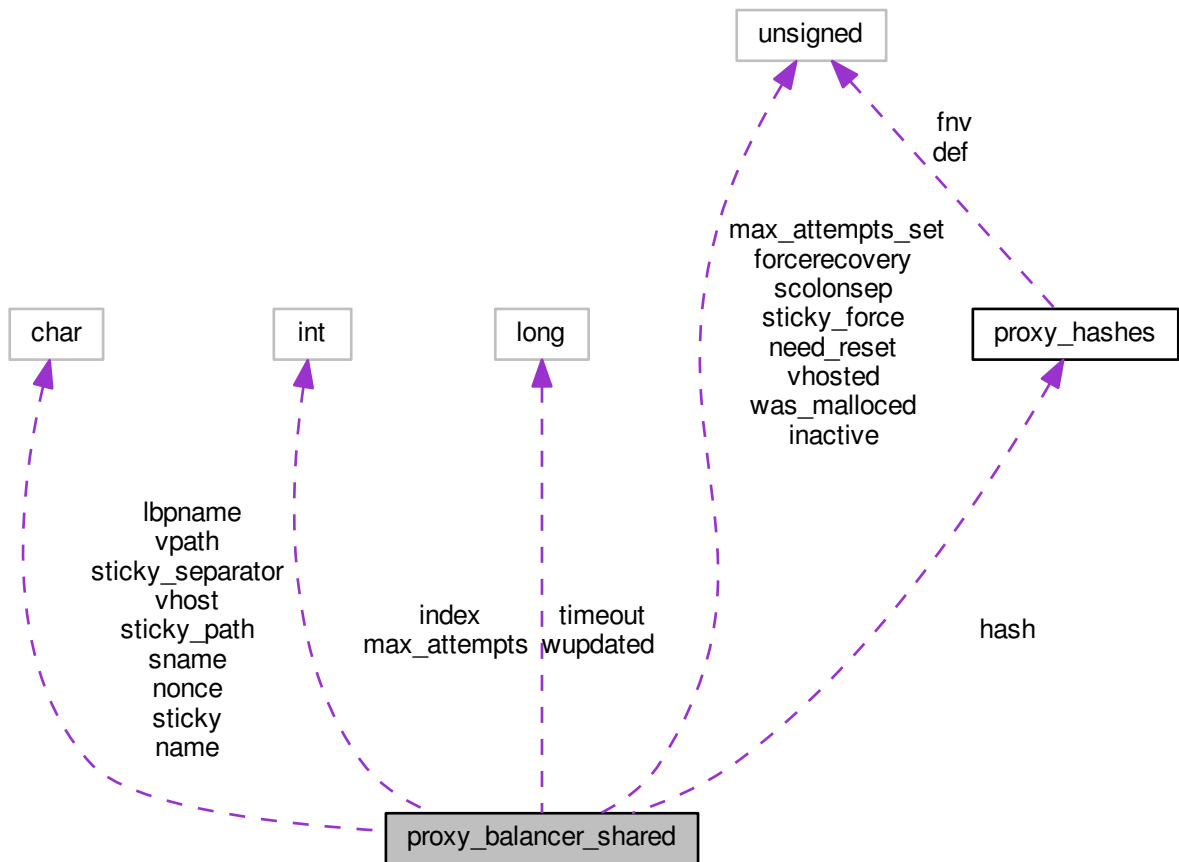 unsigned
fnv
def
max_attempts_set
forcerecovery
scolonsep
sticky_force
need_reset
vhosted
was_malloced
inactive
char
int
long
proxy_hashes
lbpname
vpath
sticky_separator
vhost
sticky_path
sname
nonce
sticky
name
index
max_attempts
timeout
wupdated
hash
proxy_balancer_shared